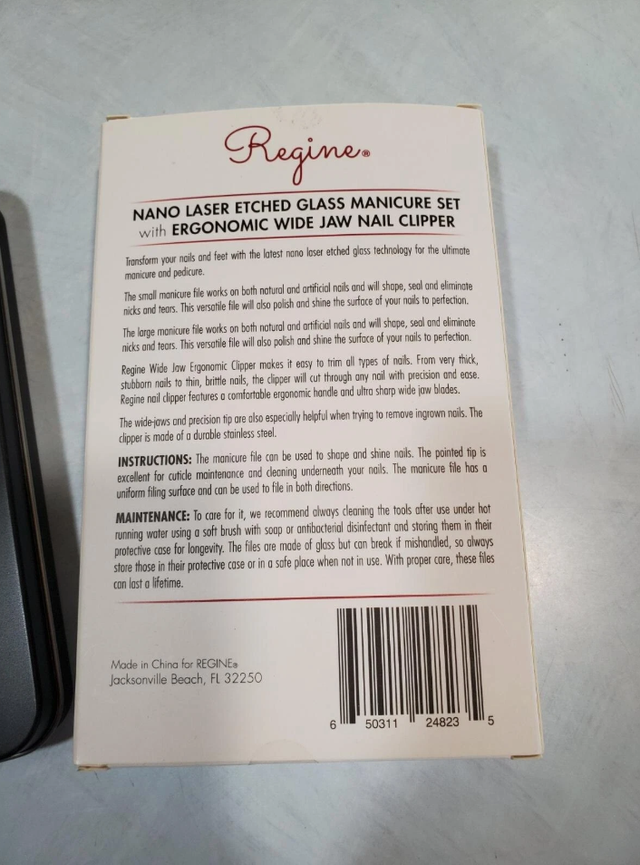 Regine®
NANO LASER ETCHED GLASS MANICURE SET
with ERGONOMIC WIDE JAW NAIL CLIPPER
Transform your nails and feet with the latest nano laser etched glass technology for the ultimate
manicure and pedicure.
The small manicure file works on both natural and artificial nails and will shape, seal and eliminate
nicks and tears. This versatile file will also polish and shine the surface of your nails to perfection.
The large manicure file works on both natural and artificial nails and will shape, seal and eliminate
nicks and tears. This versatile file will also polish and shine the surface of your nails to perfection.
Regine Wide Jaw Ergonomic Clipper makes it easy to trim all types of nails. From very thick,
stubborn nails to thin, brittle nails, the clipper will cut through any nail with precision and ease.
Regine nail clipper features a comfortable ergonomic handle and ultra sharp wide jaw blades.
The wide-jaws and precision tip are also especially helpful when trying to remove ingrown nails. The
clipper is made of a durable stainless steel.
INSTRUCTIONS: The manicure file can be used to shape and shine nails. The pointed tip is
excellent for cuticle maintenance and cleaning underneath your nails. The manicure file has a
uniform filing surface and can be used to file in both directions.
MAINTENANCE: To care for it, we recommend always cleaning the tools after use under hot
running water using a soft brush with soap or antibacterial disinfectant and storing them in their
protective case for longevity. The files are made of glass but can break if mishandled, so always
store those in their protective case or in a safe place when not in use. With proper care, these files
can last a lifetime.
Made in China for REGINE®
Jacksonville Beach, FL 32250
6 50311 24823 5